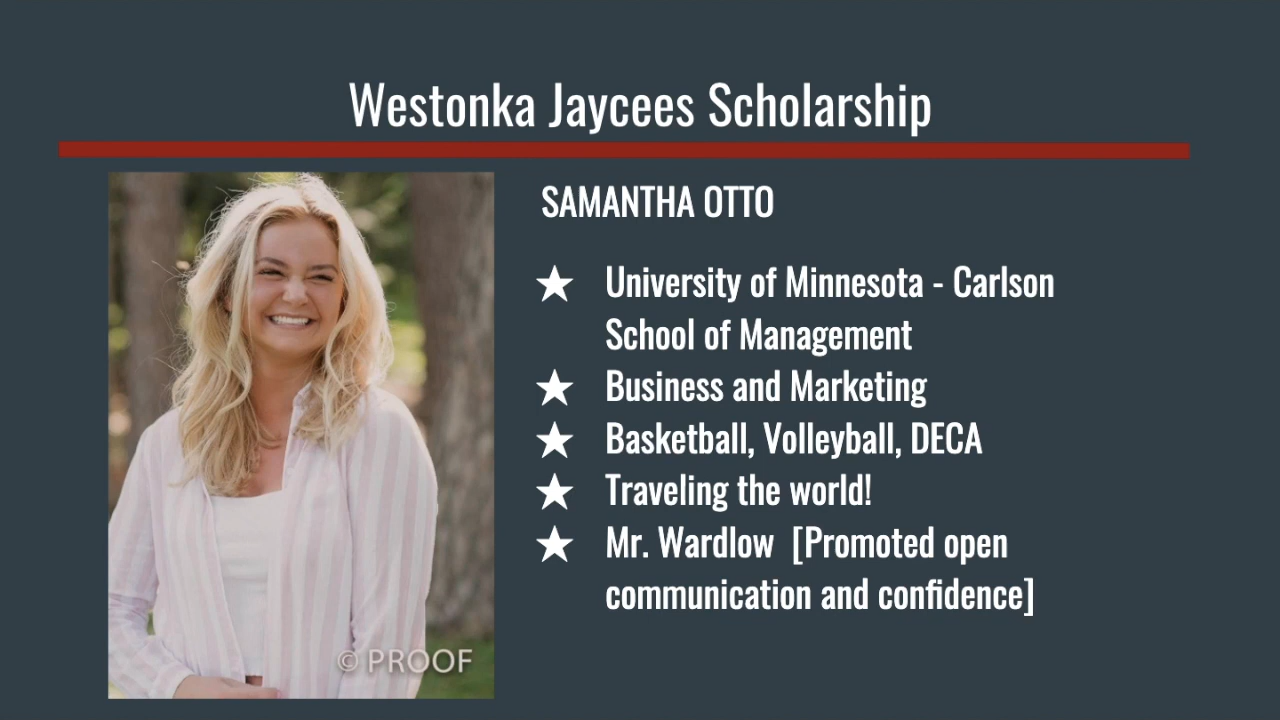 Westonka Jaycees Scholarship
SAMANTHA OTTO
★ University of Minnesota - Carlson
School of Management
★ Business and Marketing
★ Basketball, Volleyball, DECA
★ Traveling the world!
★ Mr. Wardlow [Promoted open
communication and confidence]
© PROOF